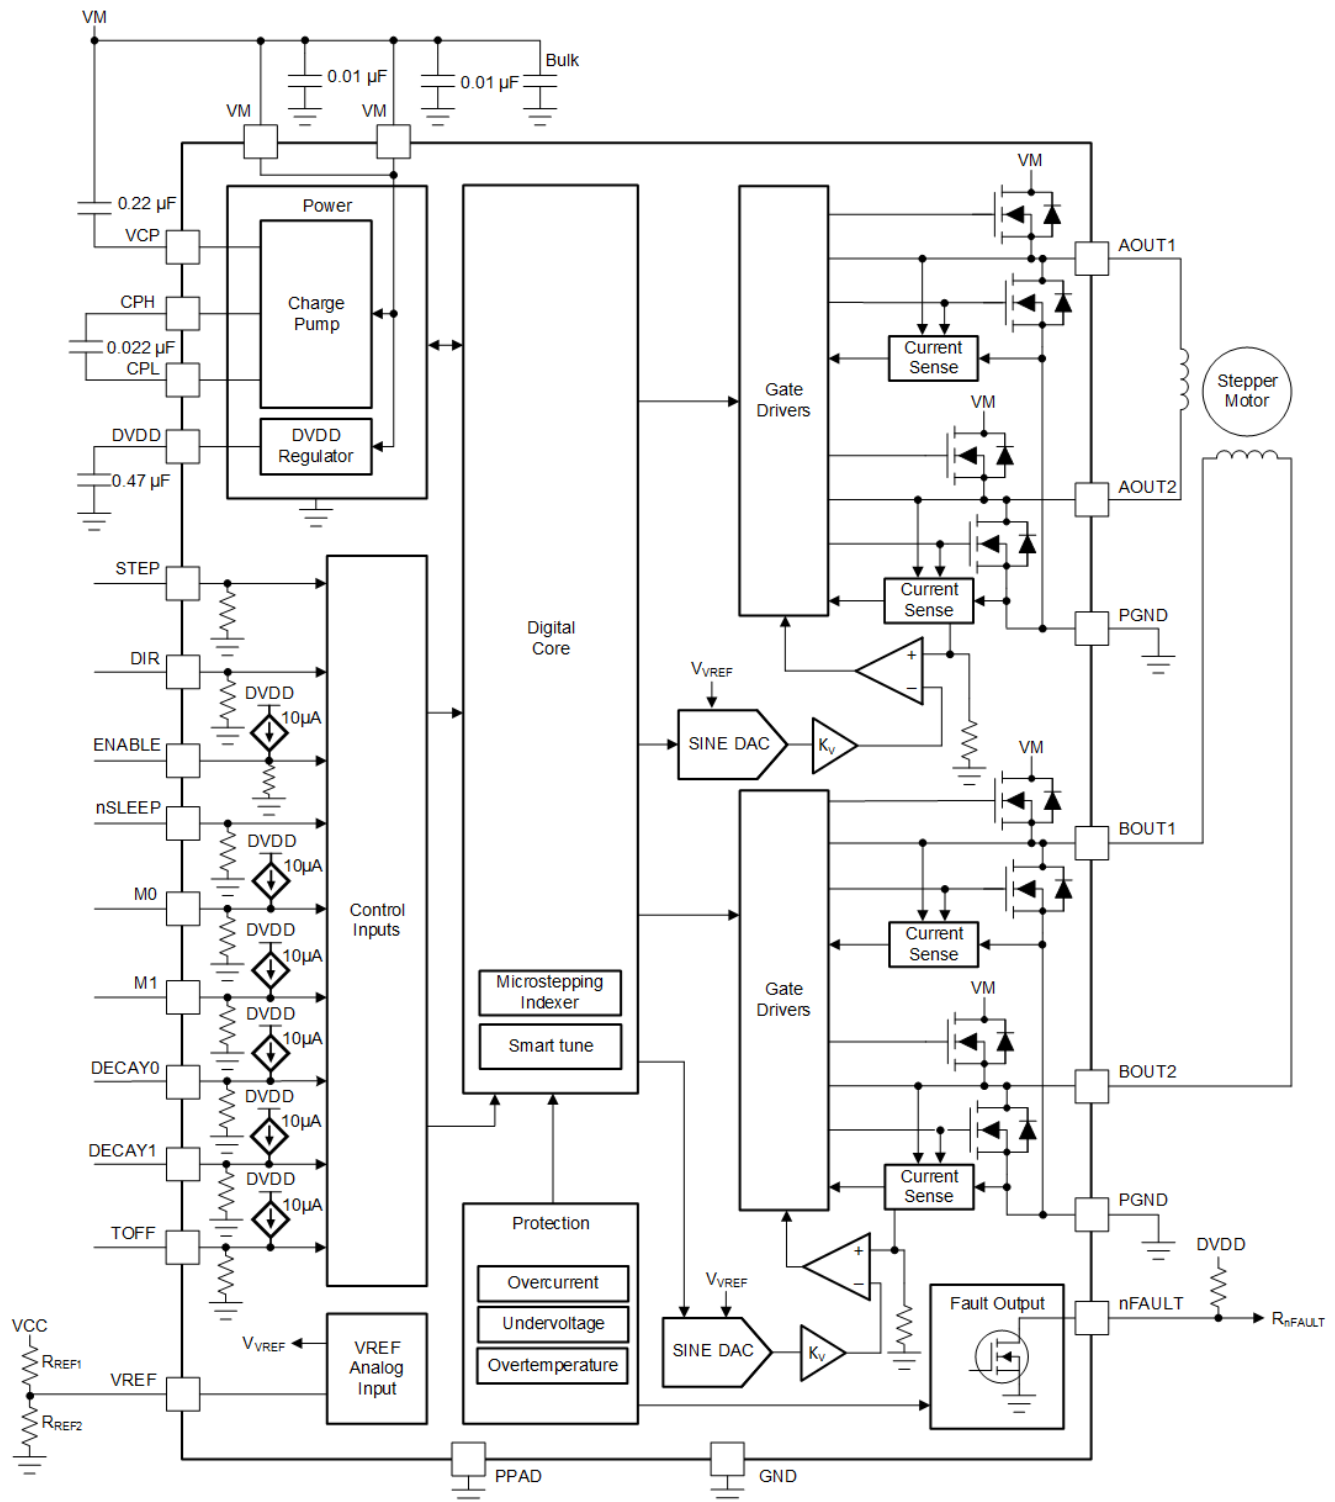 VM
0.01 µF
0.01 µF
Bulk
VM
VM
0.22 µF
VCP
CPH
0.022 µF
CPL
DVDD
0.47 µF
Power
Charge
Pump
DVDD
Regulator
STEP
DIR
DVDD
10µA
ENABLE
nSLEEP
DVDD
10µA
M0
DVDD
10µA
M1
DVDD
10µA
DECAY0
DVDD
10µA
DECAY1
DVDD
10µA
TOFF
Control
Inputs
VCC
RREF1
VREF
RREF2
VVREF
VREF
Analog
Input
Digital
Core
Microstepping
Indexer
Smart tune
Protection
Overcurrent
Undervoltage
Overtemperature
PPAD
GND
Gate
Drivers
VM
AOUT1
Current
Sense
VM
AOUT2
Current
Sense
PGND
Stepper
Motor
VVREF
SINE DAC
KV
+
−
Gate
Drivers
VM
BOUT1
Current
Sense
VM
BOUT2
Current
Sense
PGND
VVREF
SINE DAC
KV
+
−
Fault Output
nFAULT
DVDD
RnFAULT